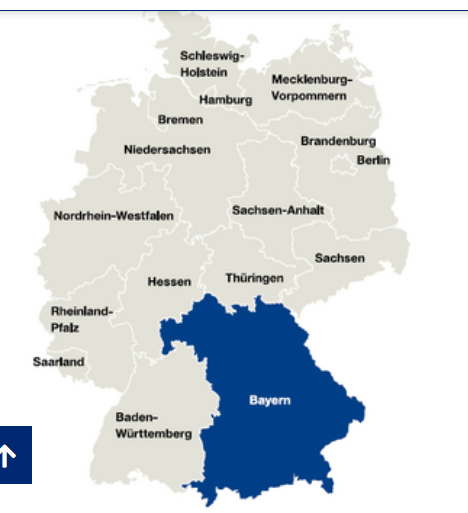 Schleswig-
Holstein
Mecklenburg-
Vorpommern
Hamburg
Bremen
Brandenburg
Niedersachsen
Berlin
Sachsen-Anhalt
Nordrhein-Westfalen
Sachsen
Thüringen
Hessen
Rheinland-
Pfalz
Saarland
Bayern
Baden-
Württemberg